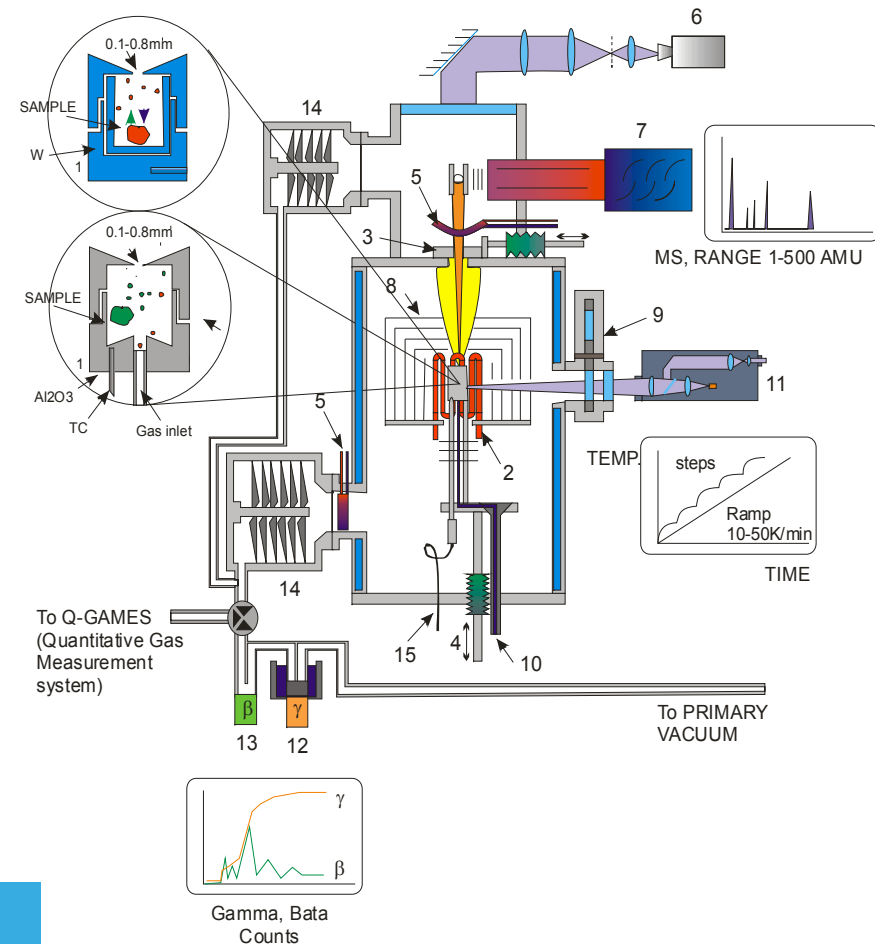 0.1-0.8mm
SAMPLE
W
1
0.1-0.8mm
SAMPLE
1
Al2O3
TC
Gas inlet
6
14
7
5
3
MS, RANGE 1-500 AMU
8
9
11
5
2
TEMP.
steps
Ramp
10-50K/min
TIME
14
To Q-GAMES
(Quantitative Gas
Measurement
system)
15
4
10
β
γ
13
12
To PRIMARY
VACUUM
γ
β
Gamma, Bata
Counts